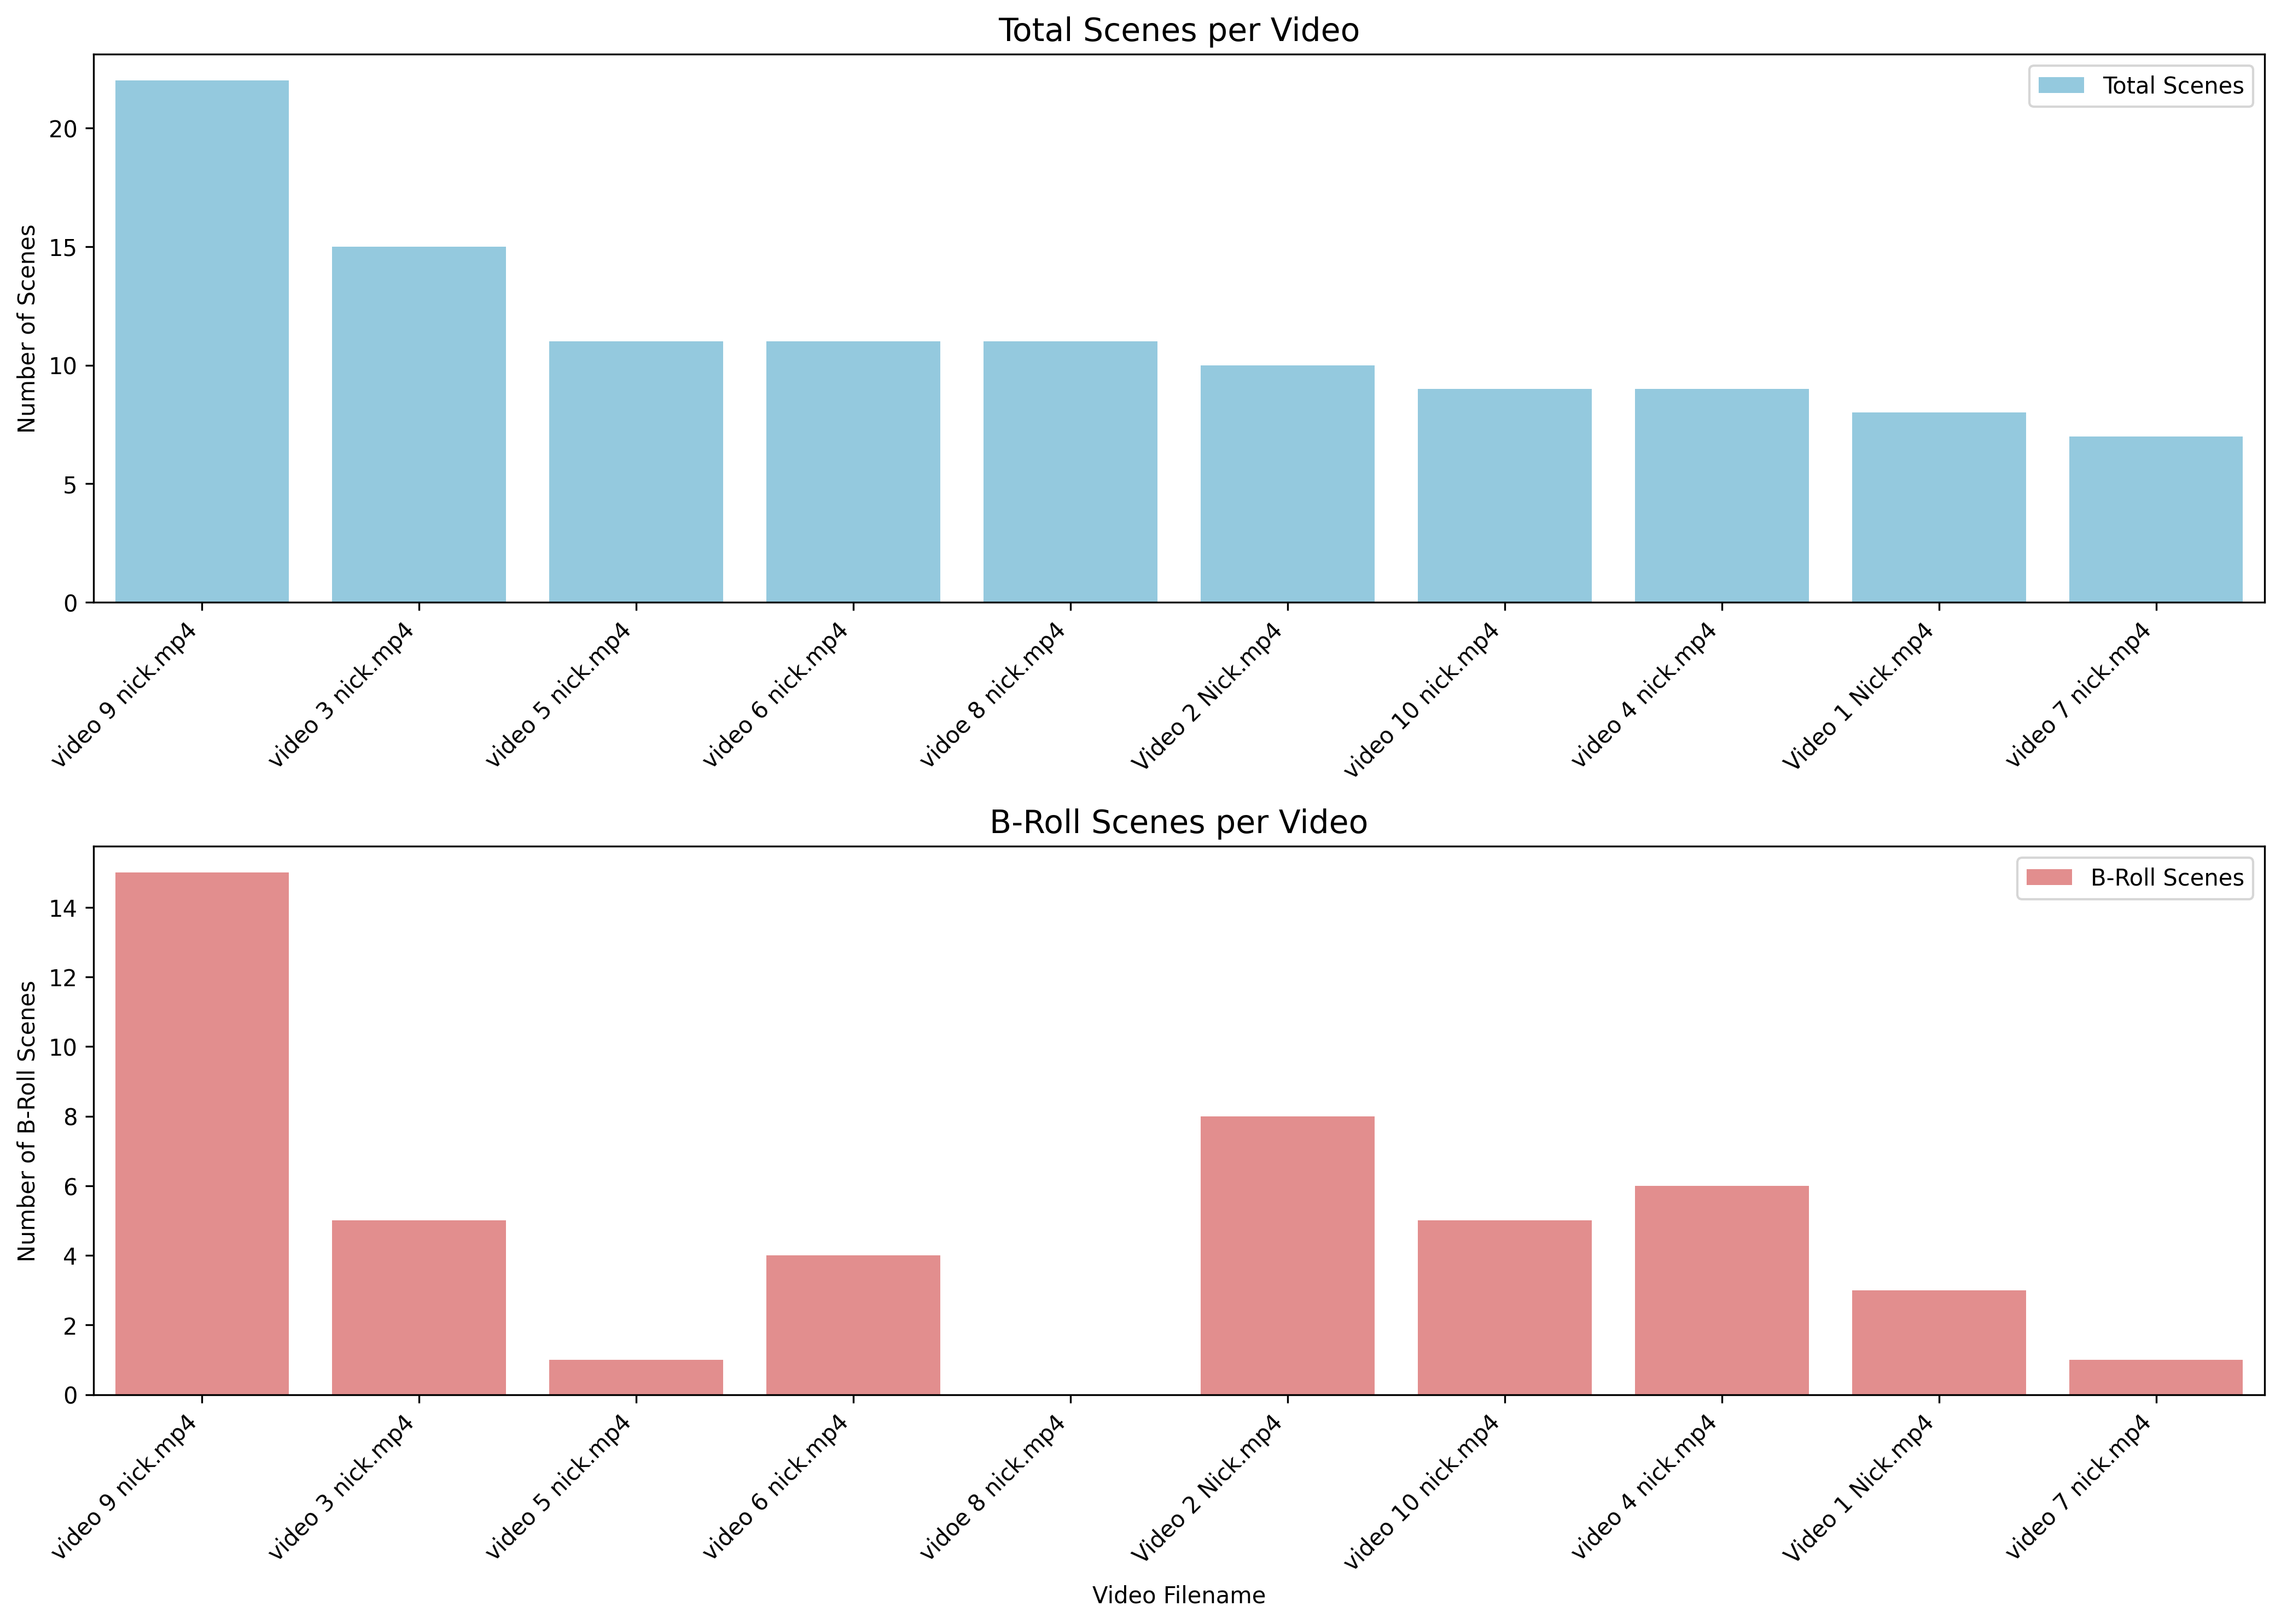 Total Scenes per Video
Total Scenes
Number of Scenes
20
15
10
5
0
video 9 nick.mp4
video 3 nick.mp4
video 5 nick.mp4
video 6 nick.mp4
vidoe 8 nick.mp4
Video 2 Nick.mp4
video 10 nick.mp4
video 4 nick.mp4
Video 1 Nick.mp4
video 7 nick.mp4
B-Roll Scenes per Video
B-Roll Scenes
Number of B-Roll Scenes
14
12
10
8
6
4
2
0
video 9 nick.mp4
video 3 nick.mp4
video 5 nick.mp4
video 6 nick.mp4
vidoe 8 nick.mp4
Video 2 Nick.mp4
video 10 nick.mp4
video 4 nick.mp4
Video 1 Nick.mp4
video 7 nick.mp4
Video Filename